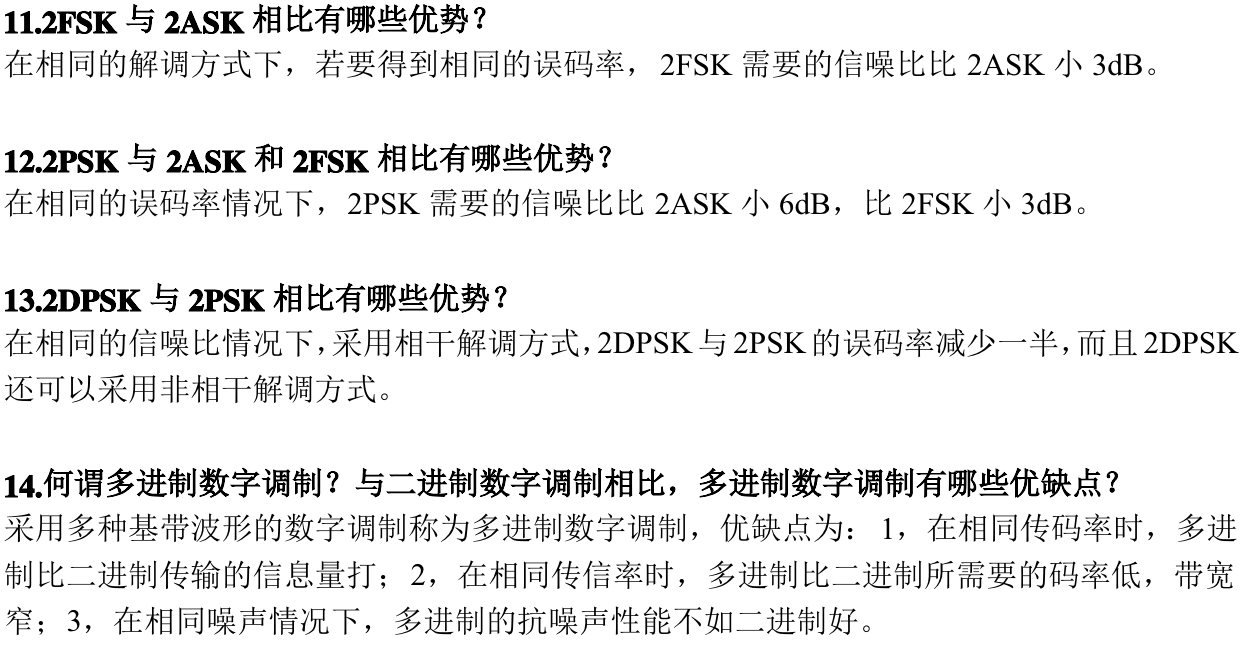 11.2FSK 与 2ASK 相比有哪些优势？
在相同的解调方式下，若要得到相同的误码率，2FSK 需要的信噪比比 2ASK 小 3dB。
12.2PSK 与 2ASK 和 2FSK 相比有哪些优势？
在相同的误码率情况下，2PSK 需要的信噪比比 2ASK 小 6dB，比 2FSK 小 3dB。
13.2DPSK 与 2PSK 相比有哪些优势？
在相同的信噪比情况下，采用相干解调方式，2DPSK 与 2PSK 的误码率减少一半，而且 2DPSK
还可以采用非相干解调方式。
14.何谓多进制数字调制？与二进制数字调制相比，多进制数字调制有哪些优缺点？
采用多种基带波形的数字调制称为多进制数字调制，优缺点为：1，在相同传码率时，多进
制比二进制传输的信息量打；2，在相同传信率时，多进制比二进制所需要的码率低，带宽
窄；3，在相同噪声情况下，多进制的抗噪声性能不如二进制好。